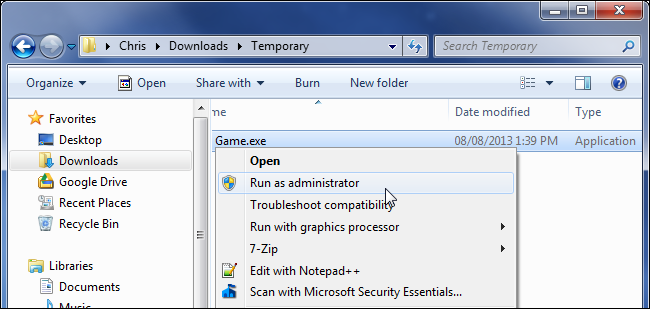 Chris Downloads Temporary Search Temporary
Organize Open Share with Burn New folder
Favorites
Desktop
Downloads
Google Drive
Recent Places
Recycle Bin
Libraries
Documents
Music
me Date modified Type
Game.exe 08/08/2013 1:39 PM Application
Open
Run as administrator
Troubleshoot compatibility
Run with graphics processor
7-Zip
Edit with Notepad++
Scan with Microsoft Security Essentials...